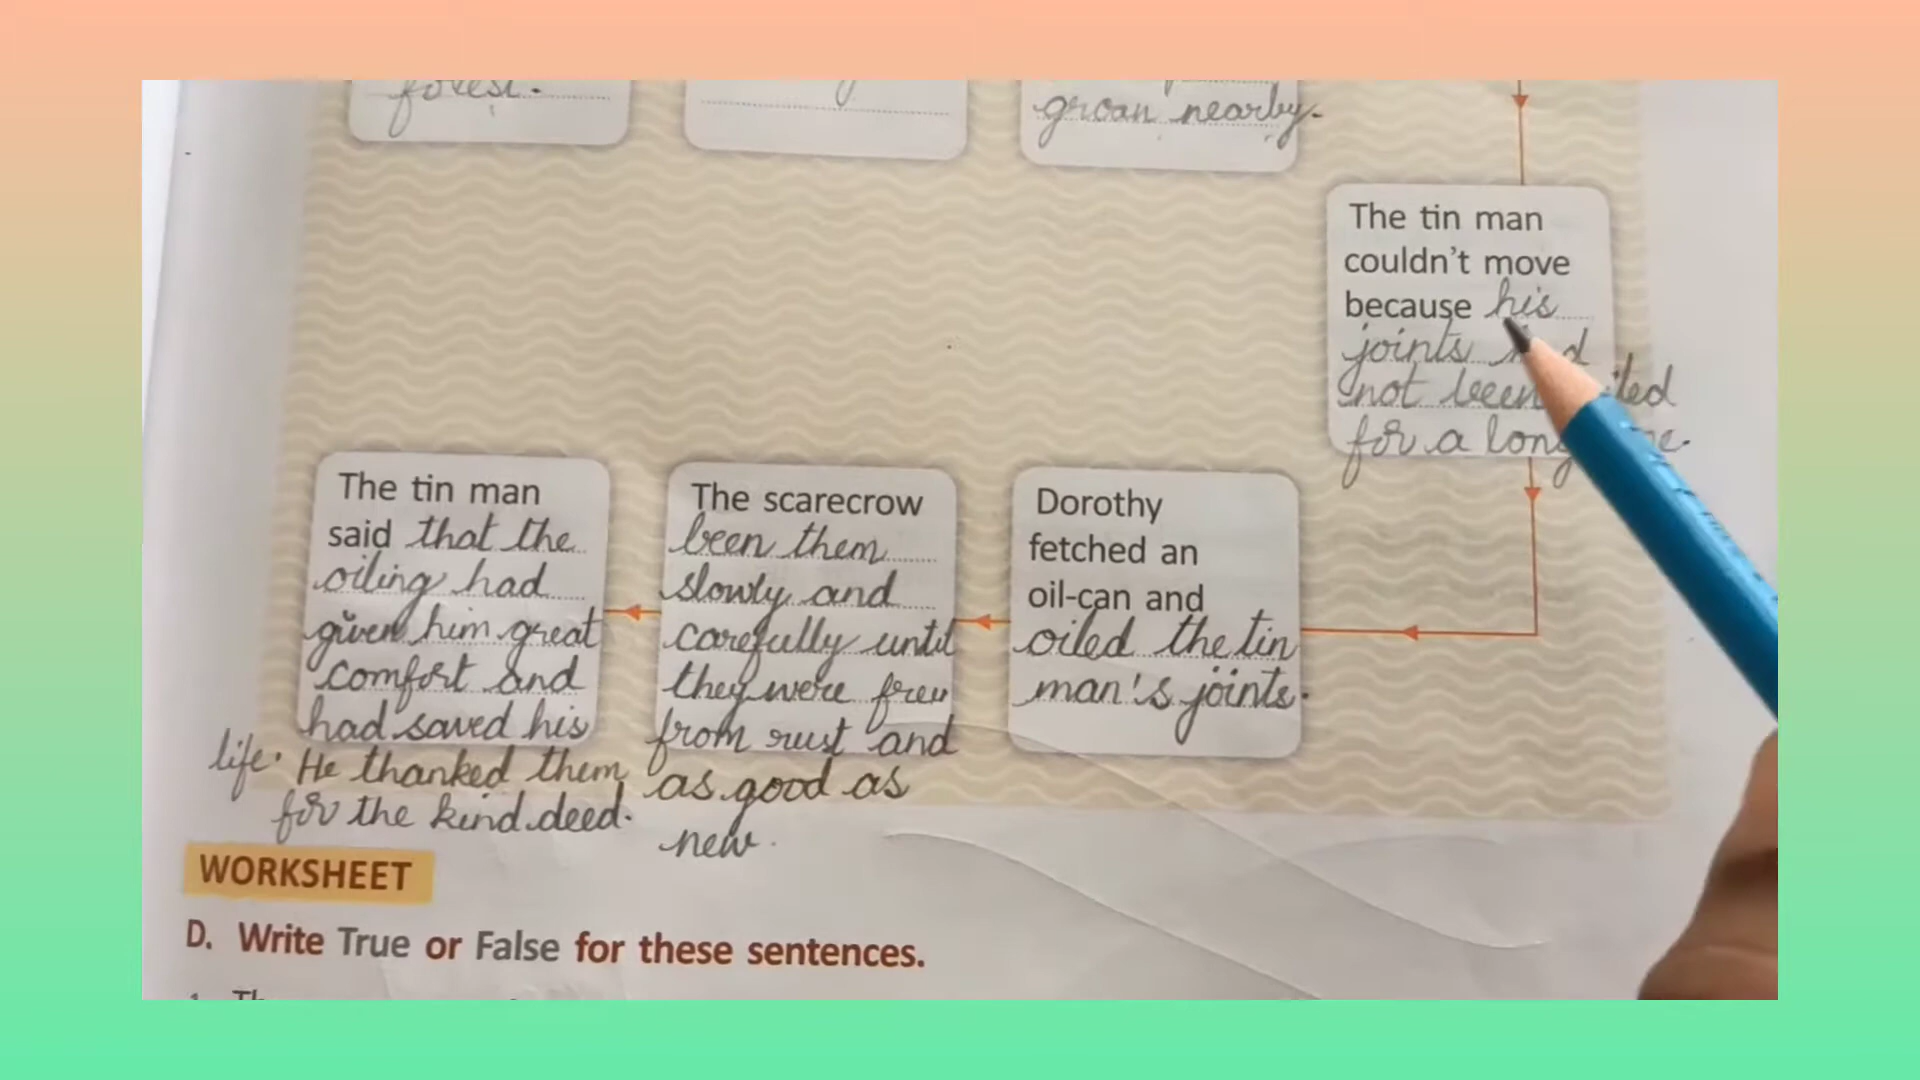 forest.
groan nearby.
The tin man
couldn't move
because his
joints
not been
for a long
The tin man
said that the
oiling had
given him great
comfort and
had saved his
life. He thanked them
for the kind deed.
The scarecrow
been them
slowly and
carefully until
they were free
from rust and
as good as
new.
Dorothy
fetched an
oil-can and
oiled the tin
man's joints.
WORKSHEET
D. Write True or False for these sentences.